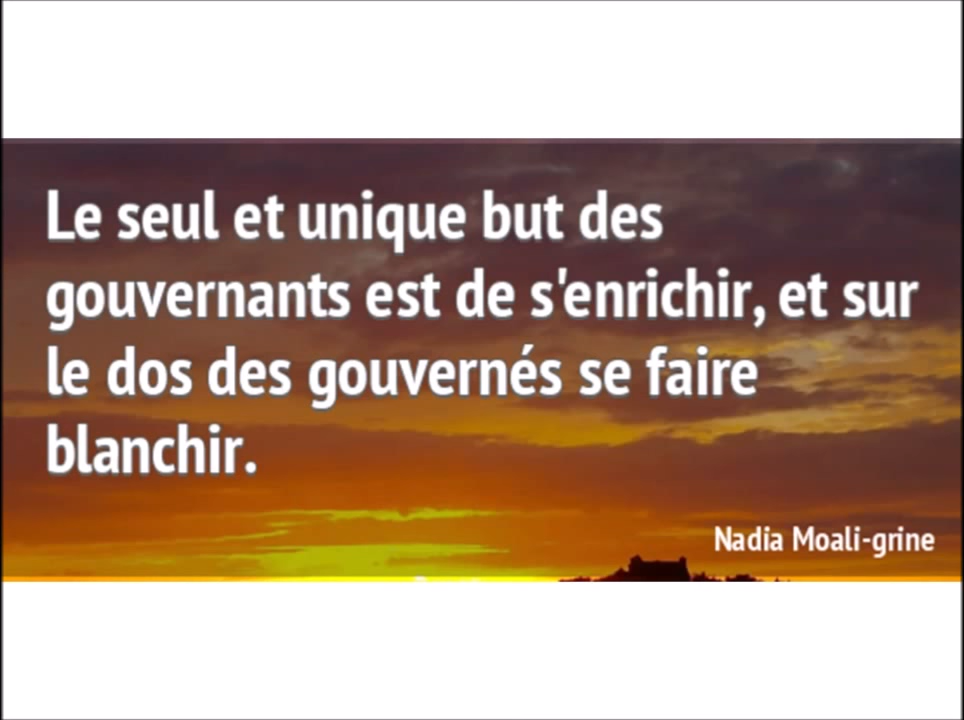 Le seul et unique but des
gouvernants est de s'enrichir, et sur
le dos des gouvernés se faire
blanchir.
Nadia Moali-grine